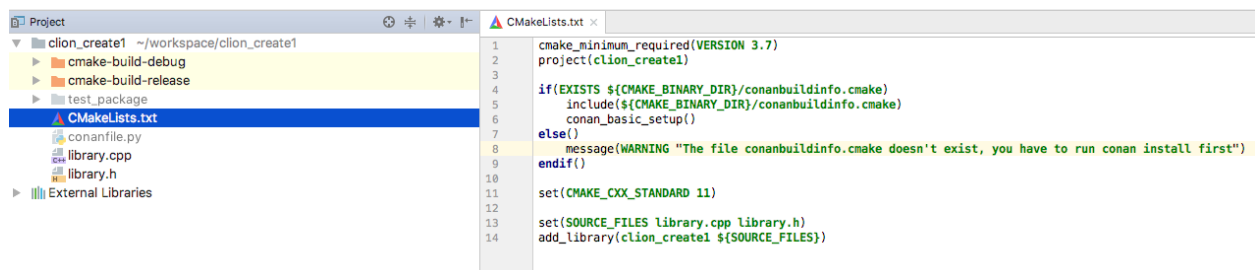 Project
clion_create1 ~/workspace/clion_create1
cmake-build-debug
cmake-build-release
test_package
CMakeLists.txt
conanfile.py
library.cpp
library.h
External Libraries
CMakeLists.txt
1 cmake_minimum_required(VERSION 3.7)
2 project(clion_create1)
3
4 if(EXISTS ${CMAKE_BINARY_DIR}/conanbuildinfo.cmake)
5 include(${CMAKE_BINARY_DIR}/conanbuildinfo.cmake)
6 conan_basic_setup()
7 else()
8 message(WARNING "The file conanbuildinfo.cmake doesn't exist, you have to run conan install first")
9 endif()
10
11 set(CMAKE_CXX_STANDARD 11)
12
13 set(SOURCE_FILES library.cpp library.h)
14 add_library(clion_create1 ${SOURCE_FILES})